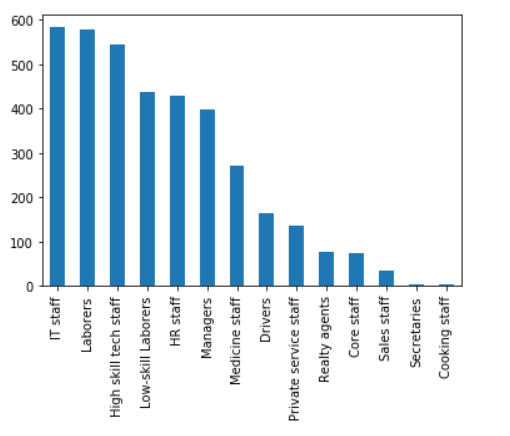 600
500
400
300
200
100
0
IT staff
Laborers
High skill tech staff
Low-skill Laborers
HR staff
Managers
Medicine staff
Drivers
Private service staff
Realty agents
Core staff
Sales staff
Secretaries
Cooking staff